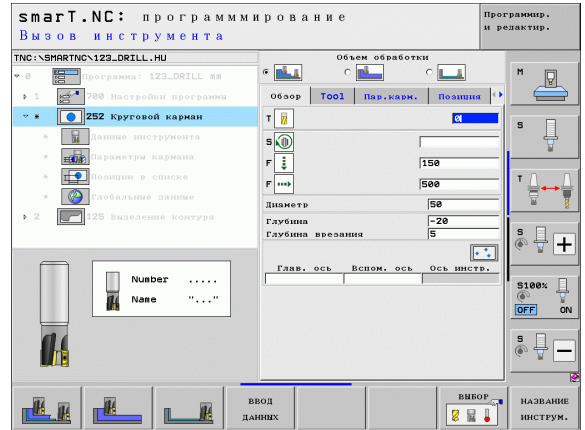 smarT.NC: программмирование
Вызов инструмента
Программир.
и редактир.
TNC:\SMARTNC\123_DRILL.HU
0 Программа: 123_DRILL мм
1 700 Настройки программы
* 252 Круговой карман
* Данные инструмента
* Параметры кармана
* Позиции в списке
* Глобальные данные
2 125 Выделение контура
Number .....
Name "..."
Объем обработки
Обзор Tool Пар.карм. Позиция
T 0
S
F 150
F 500
Диаметр 50
Глубина -20
Глубина врезания 5
Глав. ось Вспом. ось Ось инстр.
M
S
T
S
S100%
OFF ON
S
ВВОД
ДАННЫХ
ВЫБОР
НАЗВАНИЕ
ИНСТРУМ.